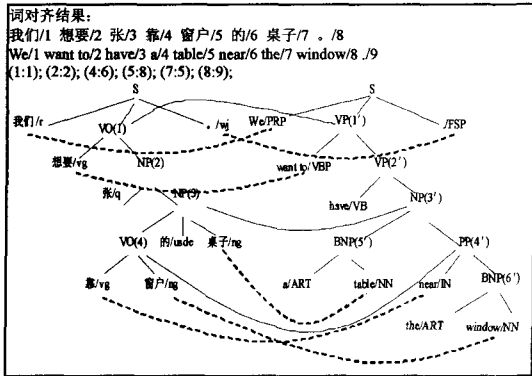 词对齐结果：
我们/1 想要/2 张/3 靠/4 窗户/5 的/6 桌子/7 。/8
We/1 want to/2 have/3 a/4 table/5 near/6 the/7 window/8 ./9
(1:1); (2:2); (4:6); (5:8); (7:5); (8:9);
S S
我们/r VO(1) 。/wj We/PRP VP(1') ./FSP
想要/vg NP(2) want to/VBP VP(2')
张/q NP(3) have/VB NP(3')
VO(4) 的/usde 桌子/ng BNP(5') PP(4')
靠/vg 窗户/ng a/ART table/NN near/IN BNP(6')
the/ART window/NN